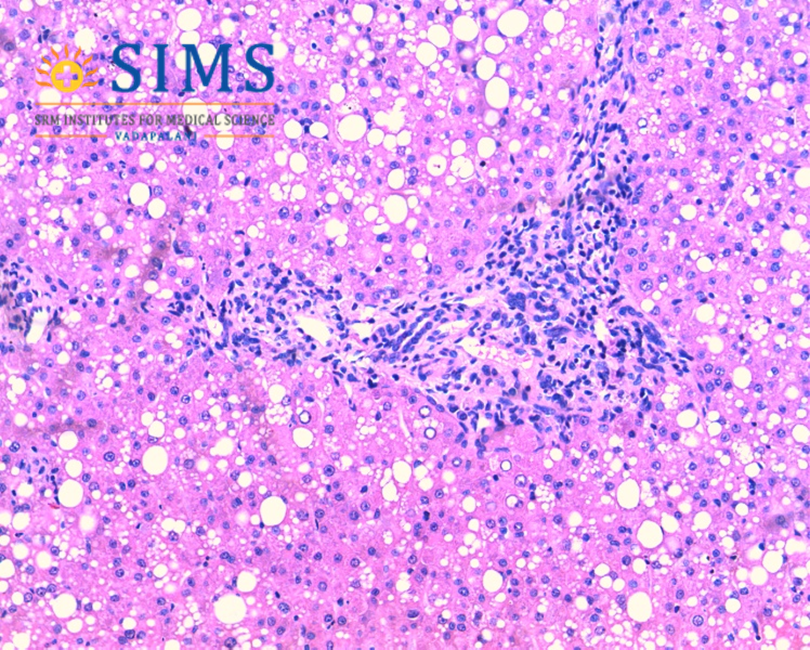 SIMS
SRM INSTITUTES FOR MEDICAL SCIENCE
VADAPALANI